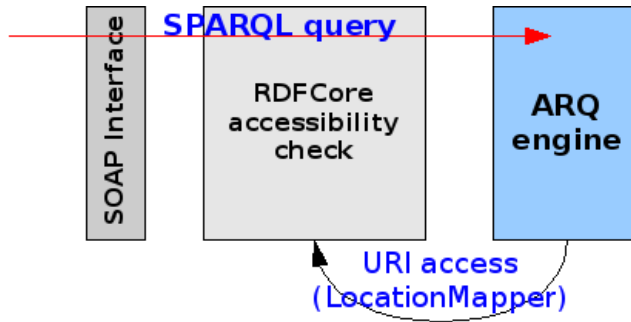 SPARQL query
SOAP Interface
RDFCore
accessibility
check
ARQ
engine
URI access
(LocationMapper)